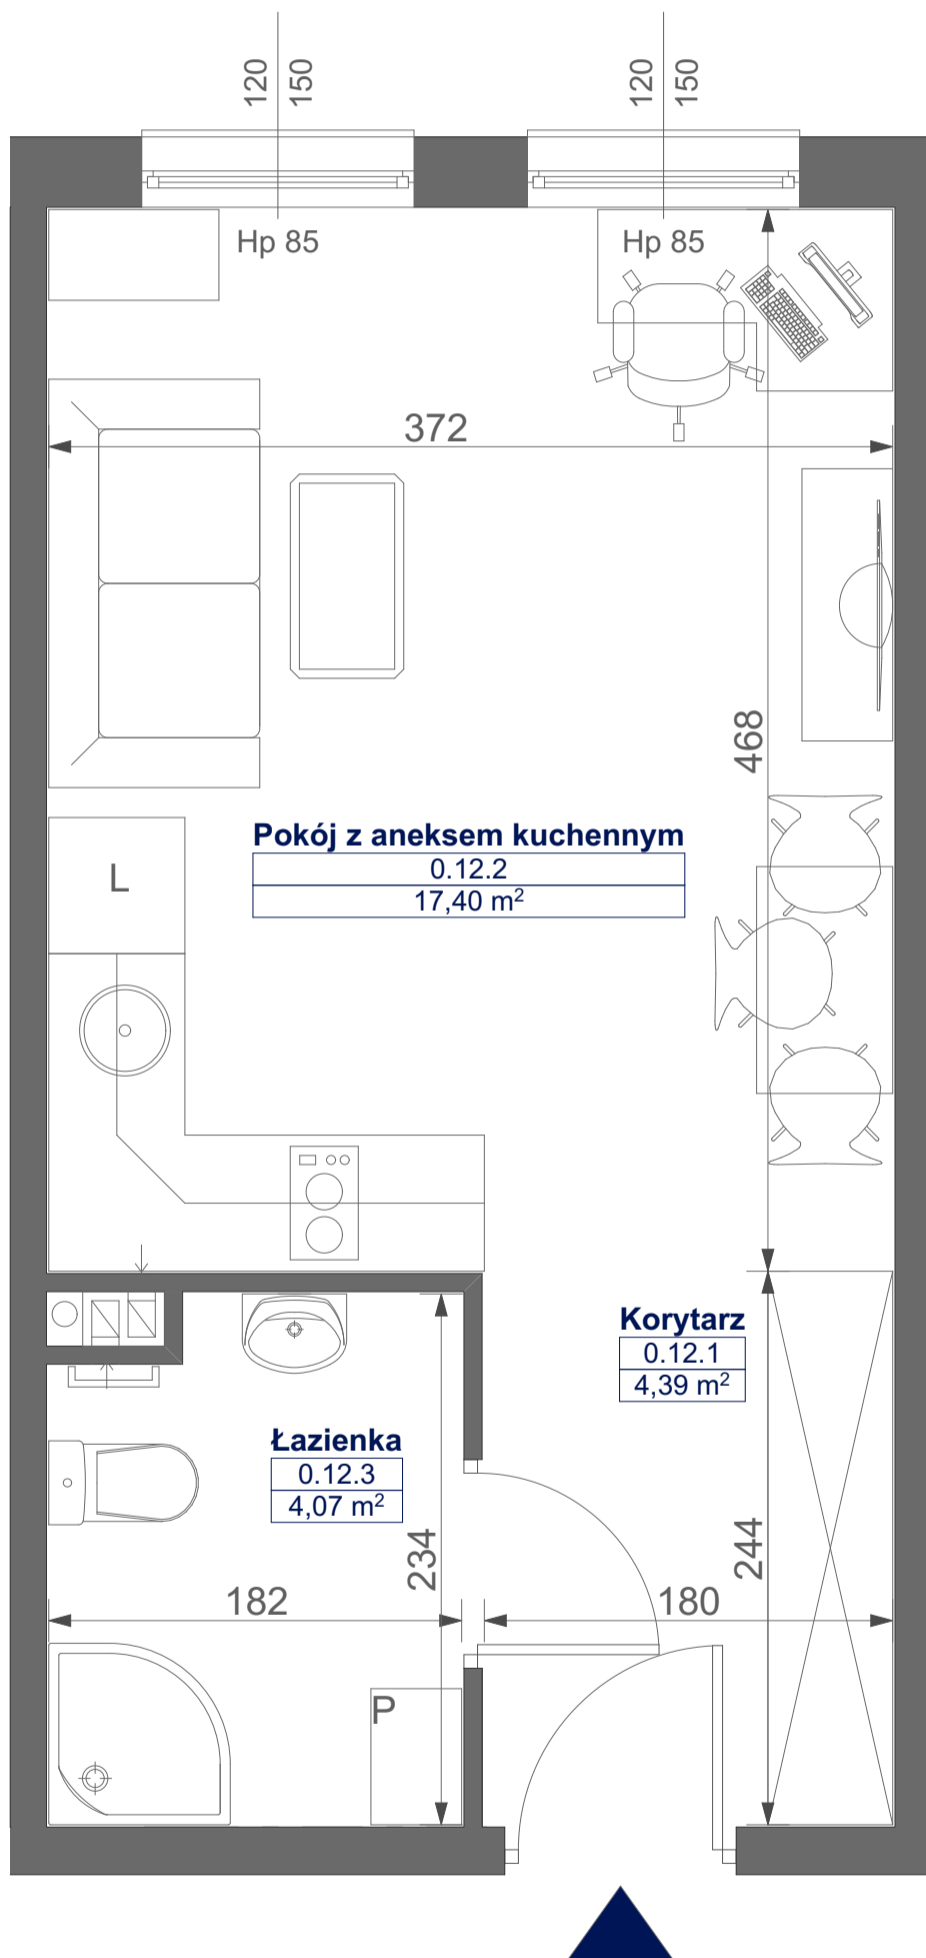 120
150
120
150
Hp 85
Hp 85
372
468
Pokój z aneksem kuchennym
0.12.2
17,40 m²
L
Korytarz
0.12.1
4,39 m²
Łazienka
0.12.3
4,07 m²
234
244
182
180
P